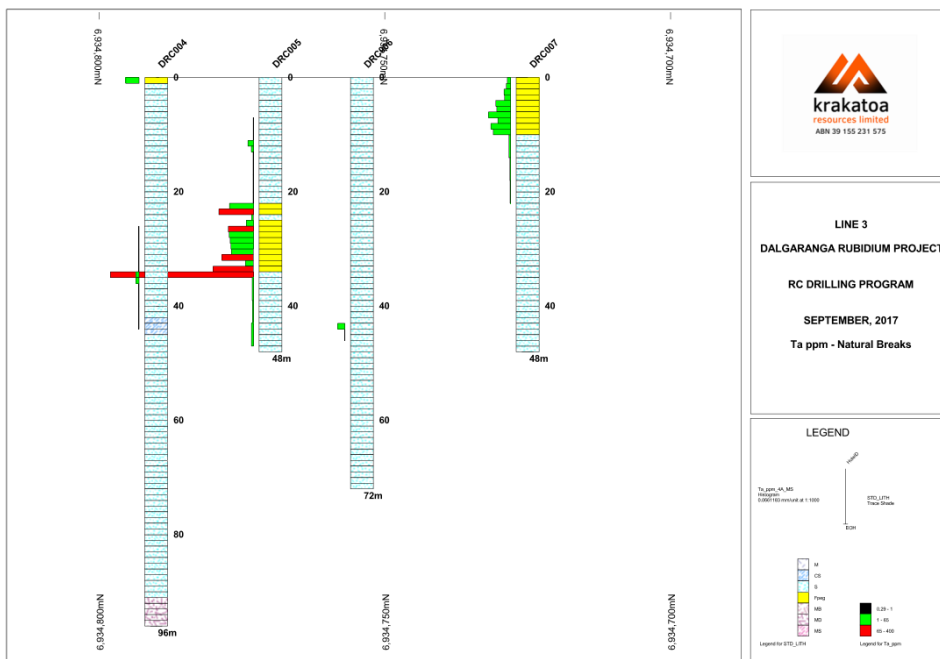 6,934,800mN
6,934,750mN
6,934,700mN
DRC004
DRC005
DRC006
DRC007
0
0
0
0
20
20
20
20
40
40
40
40
48m
48m
60
60
72m
80
96m
6,934,800mN
6,934,750mN
6,934,700mN
krakatoa
resources limited
ABN 39 155 231 575
LINE 3
DALGARANGA RUBIDIUM PROJECT
RC DRILLING PROGRAM
SEPTEMBER, 2017
Ta ppm - Natural Breaks
LEGEND
HoleID
Ta_ppm_4A_MS
Histogram
STD_LITH
Trace Shade
EOH
M
CS
S
Fpeg
MB
MD
MS
0.29 - 1
1 - 65
65 - 400
Legend for STD_LITH
Legend for Ta_ppm